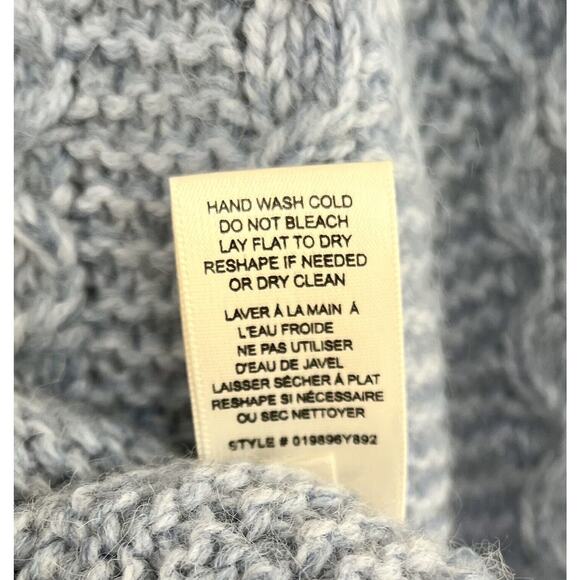 HAND WASH COLD
DO NOT BLEACH
LAY FLAT TO DRY
RESHAPE IF NEEDED
OR DRY CLEAN
LAVER Á LA MAIN Á
L'EAU FROIDE
NE PAS UTILISER
D'EAU DE JAVEL
LAISSER SÉCHER Á PLAT
RESHAPE SI NÉCESSAIRE
OU SEC NETTOYER
STYLE # 019896Y892